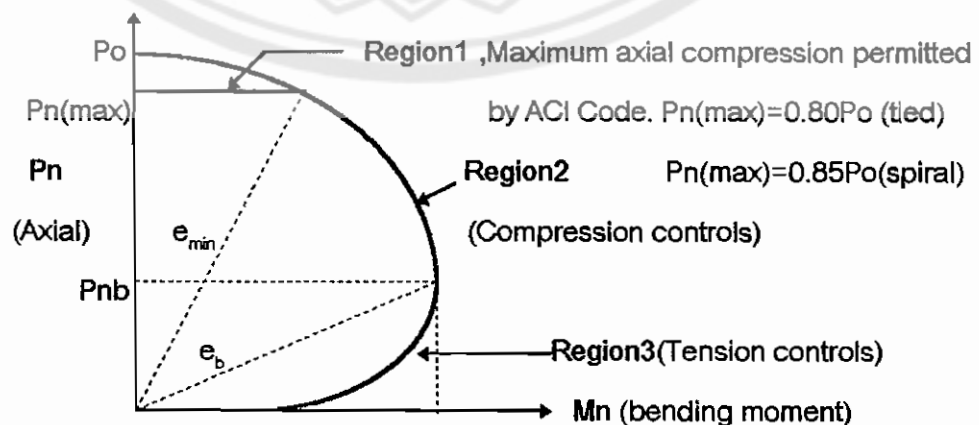 Po
Region1 ,Maximum axial compression permitted
Pn(max)
by ACI Code. Pn(max)=0.80Po (tied)
Pn
Region2
Pn(max)=0.85Po(spiral)
(Axial)
(Compression controls)
e_min
Pnb
e_b
Region3(Tension controls)
Mn (bending moment)